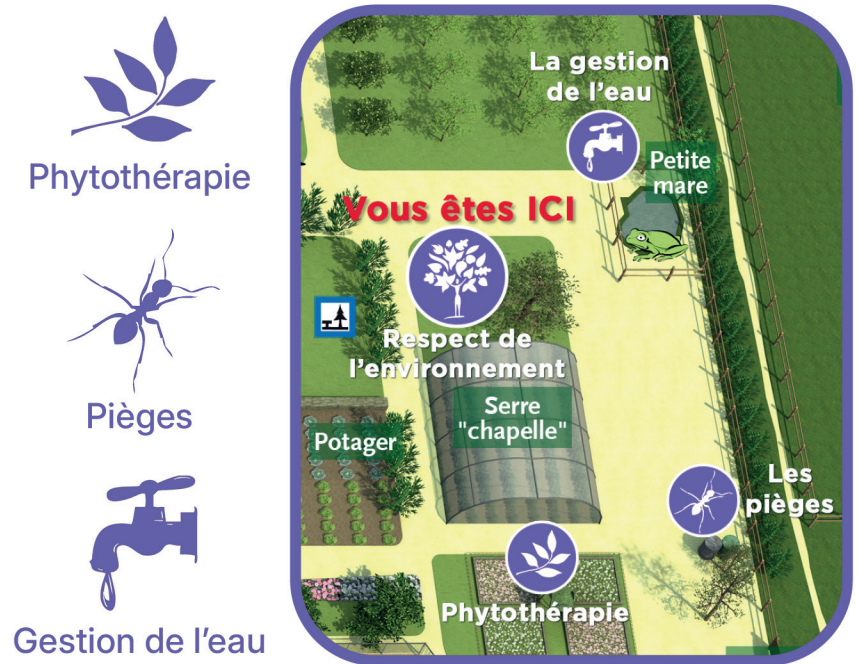 Phytothérapie
Pièges
Gestion de l'eau
La gestion
de l'eau
Petite
mare
Vous êtes ICI
Respect de
l'environnement
Serre
"chapelle"
Potager
Les
pièges
Phytothérapie